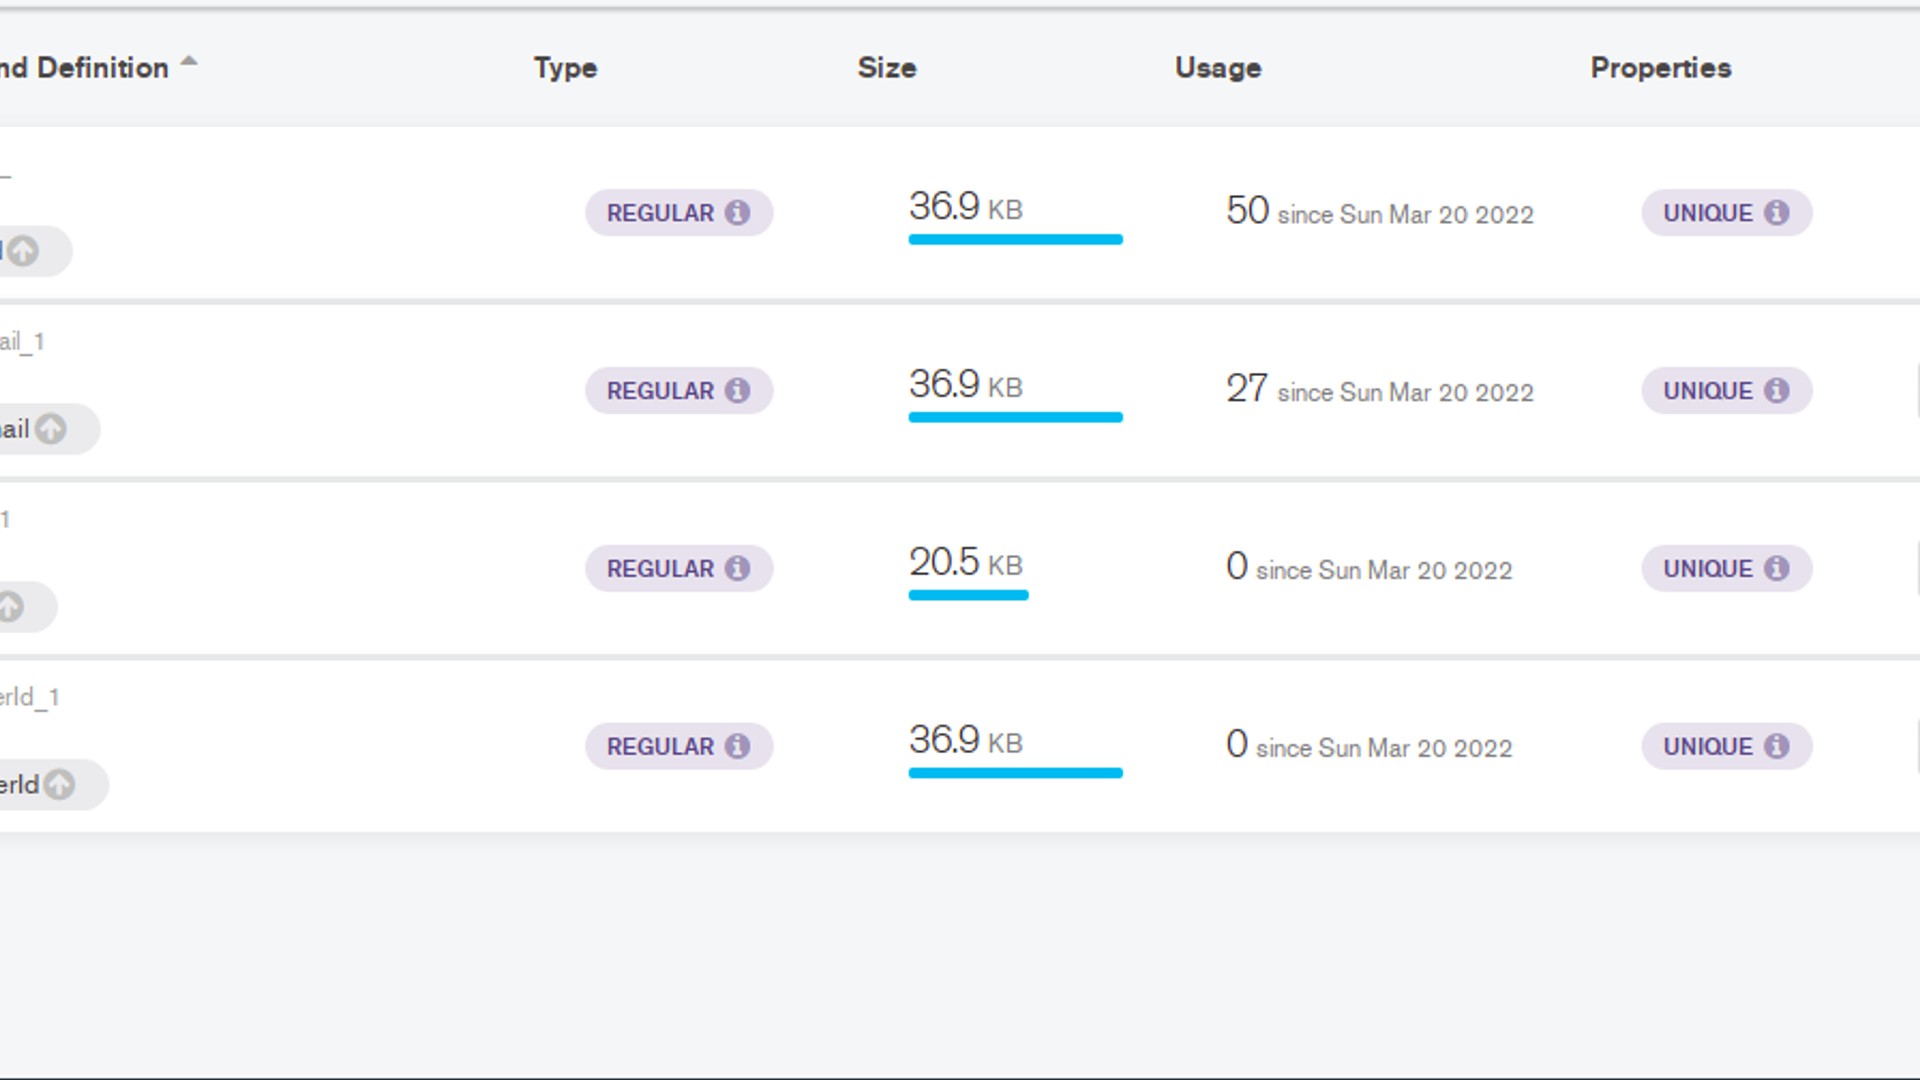 nd Definition Type Size Usage Properties
_
REGULAR 36.9 KB 50 since Sun Mar 20 2022 UNIQUE
ail_1
REGULAR 36.9 KB 27 since Sun Mar 20 2022 UNIQUE
ail
1
REGULAR 20.5 KB 0 since Sun Mar 20 2022 UNIQUE
erId_1
REGULAR 36.9 KB 0 since Sun Mar 20 2022 UNIQUE
erId